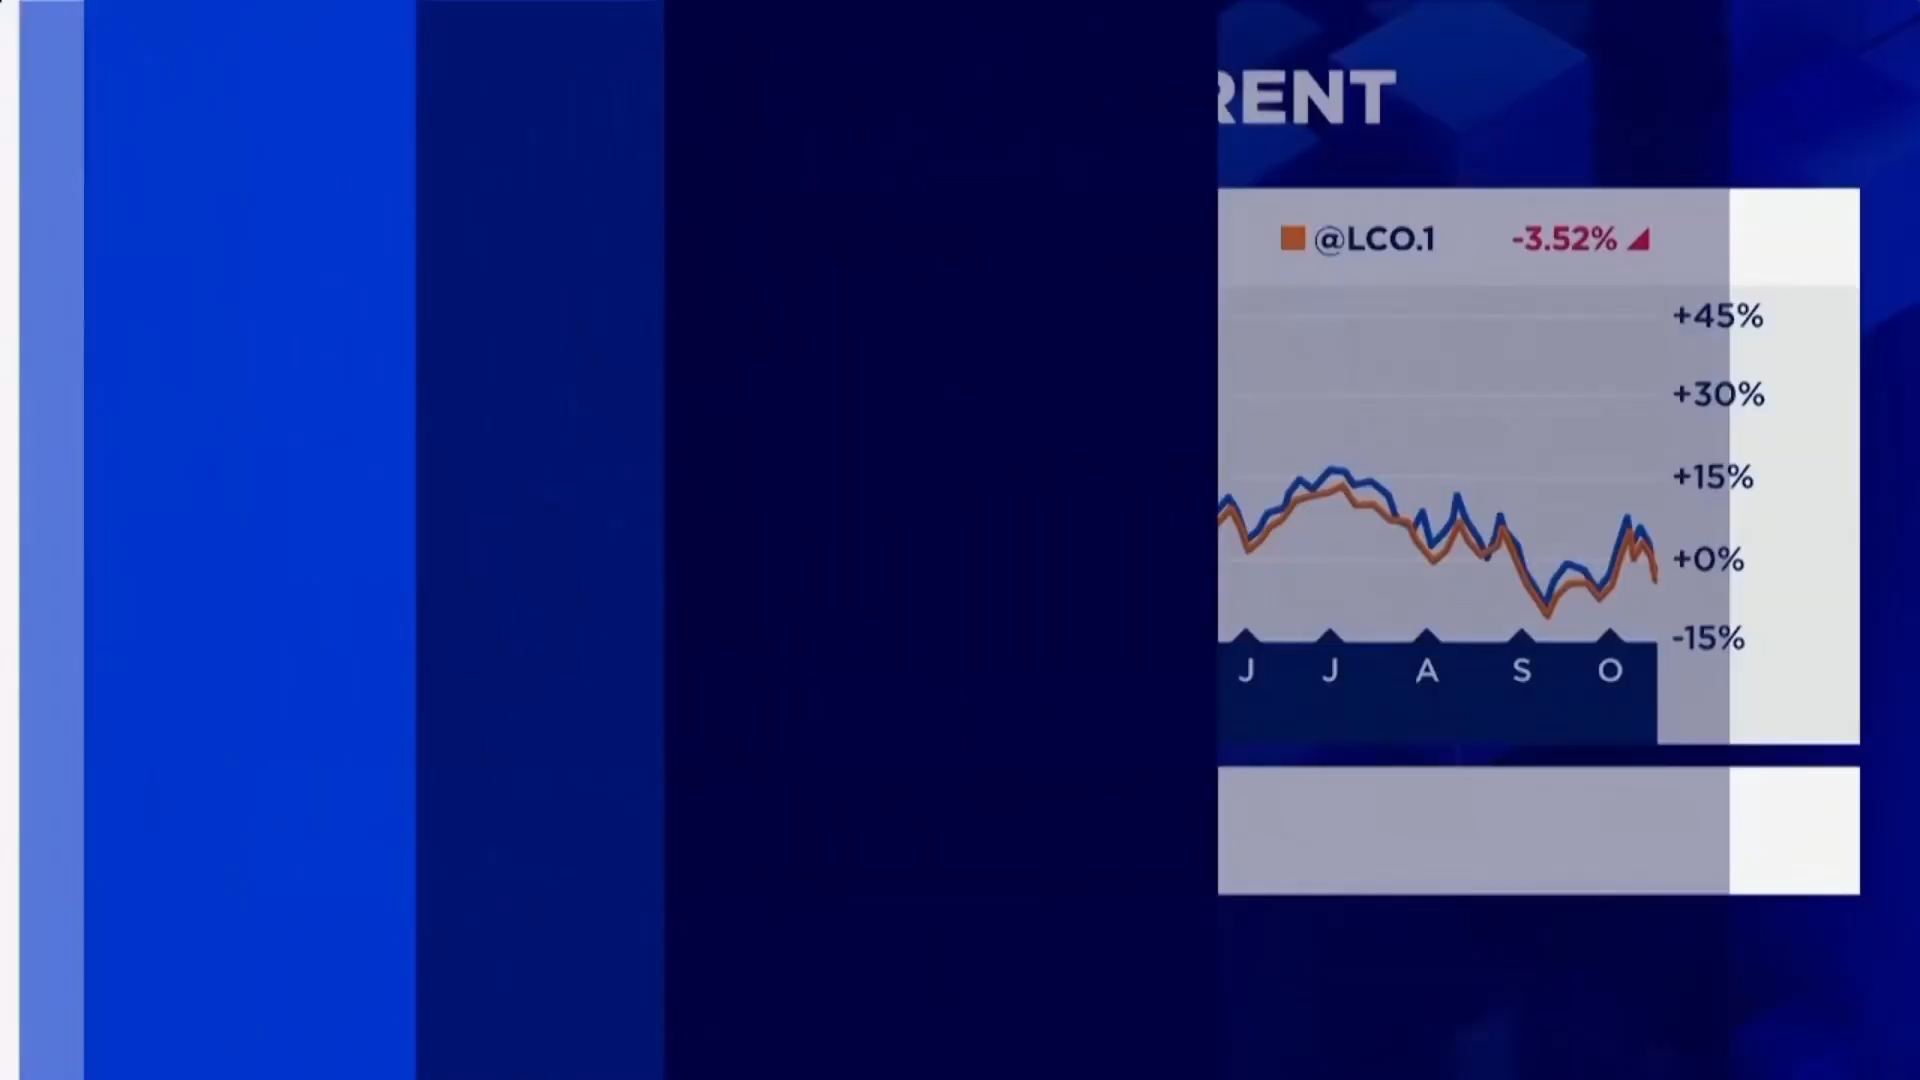 RENT
@LCO.1 -3.52%
+45%
+30%
+15%
+0%
-15%
J J A S O